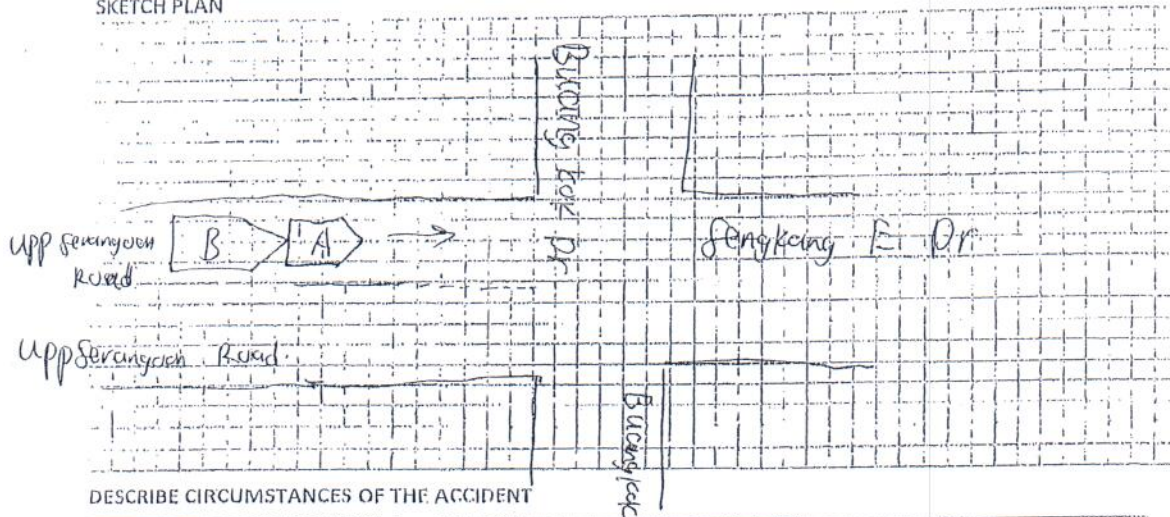 SKETCH PLAN
Buangkok Dr
Upp Serangoon
Road
B
A
Sengkang E Dr
Upp Serangoon Road
Buangkok
DESCRIBE CIRCUMSTANCES OF THE ACCIDENT